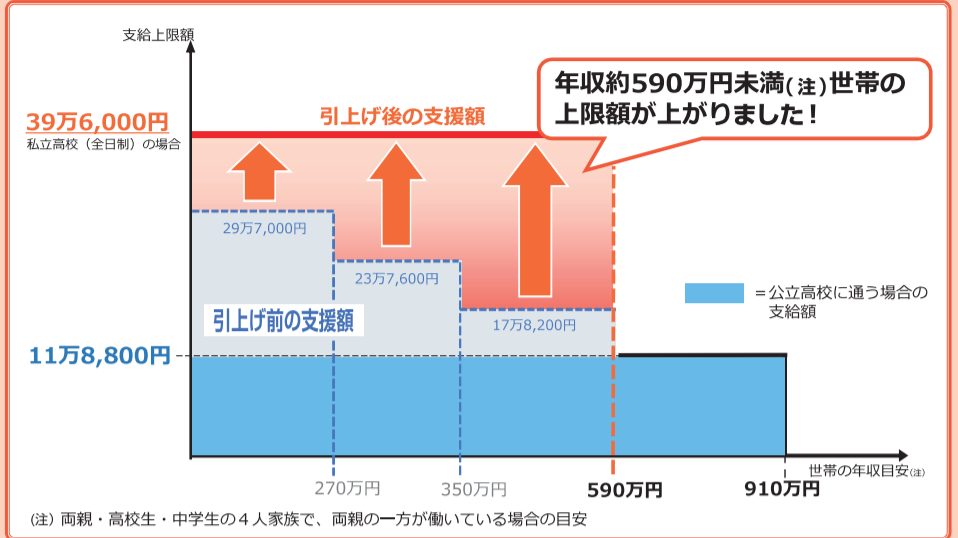 支給上限額
年収約590万円未満(注)世帯の
上限額が上がりました!
引上げ後の支援額
39万6,000円
私立高校(全日制)の場合
29万7,000円
23万7,600円
17万8,200円
=公立高校に通う場合の
支給額
引上げ前の支援額
11万8,800円
世帯の年収目安(注)
270万円
350万円
590万円
910万円
(注)両親・高校生・中学生の4人家族で、両親の一方が働いている場合の目安